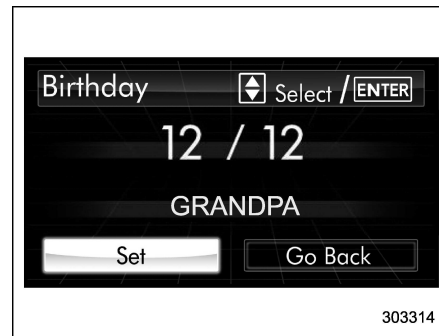 Birthday Select / ENTER
12 / 12
GRANDPA
Set Go Back
303314